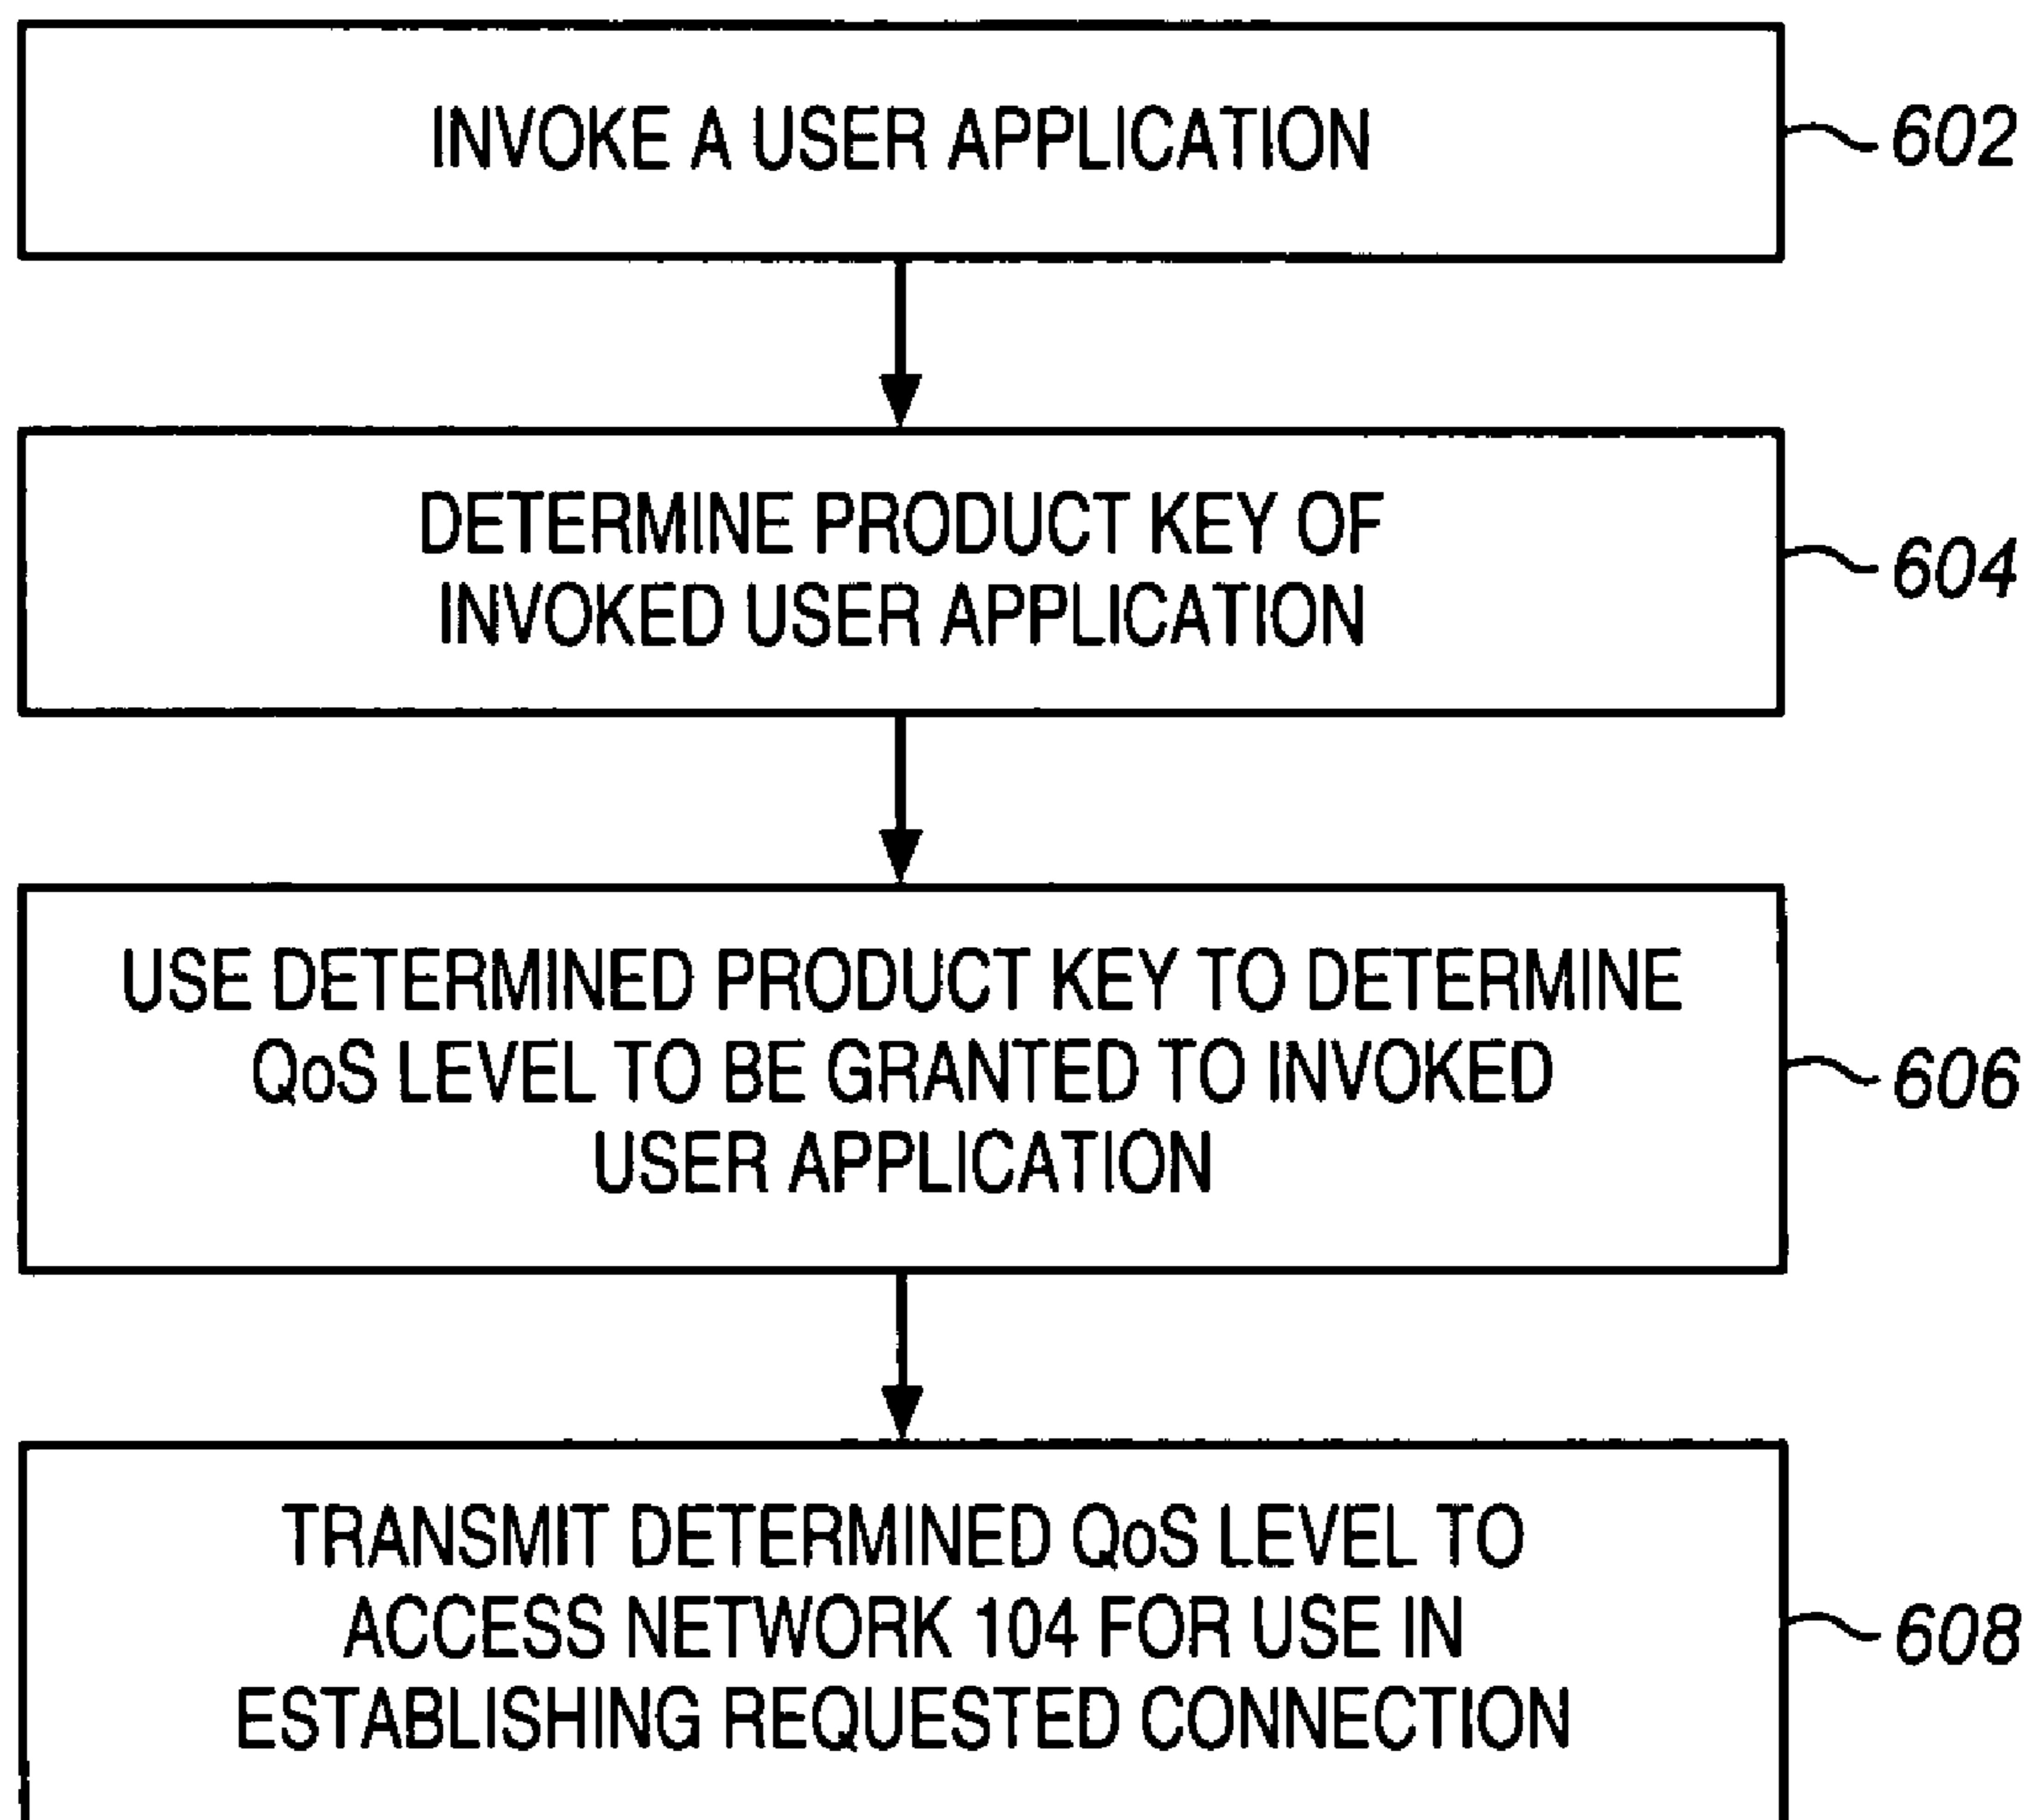 INVOKE A USER APPLICATION
602
DETERMINE PRODUCT KEY OF
INVOKED USER APPLICATION
604
USE DETERMINED PRODUCT KEY TO DETERMINE
QoS LEVEL TO BE GRANTED TO INVOKED
USER APPLICATION
606
TRANSMIT DETERMINED QoS LEVEL TO
ACCESS NETWORK 104 FOR USE IN
ESTABLISHING REQUESTED CONNECTION
608